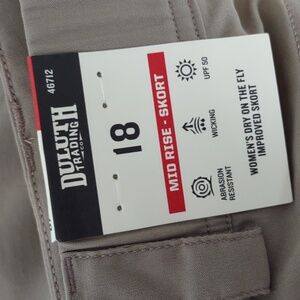 46712
DULUTH
TRADING
CO
18
MID RISE - SKORT
UPF 50
WICKING
ABRASION
RESISTANT
WOMEN'S DRY ON THE FLY
IMPROVED SKORT